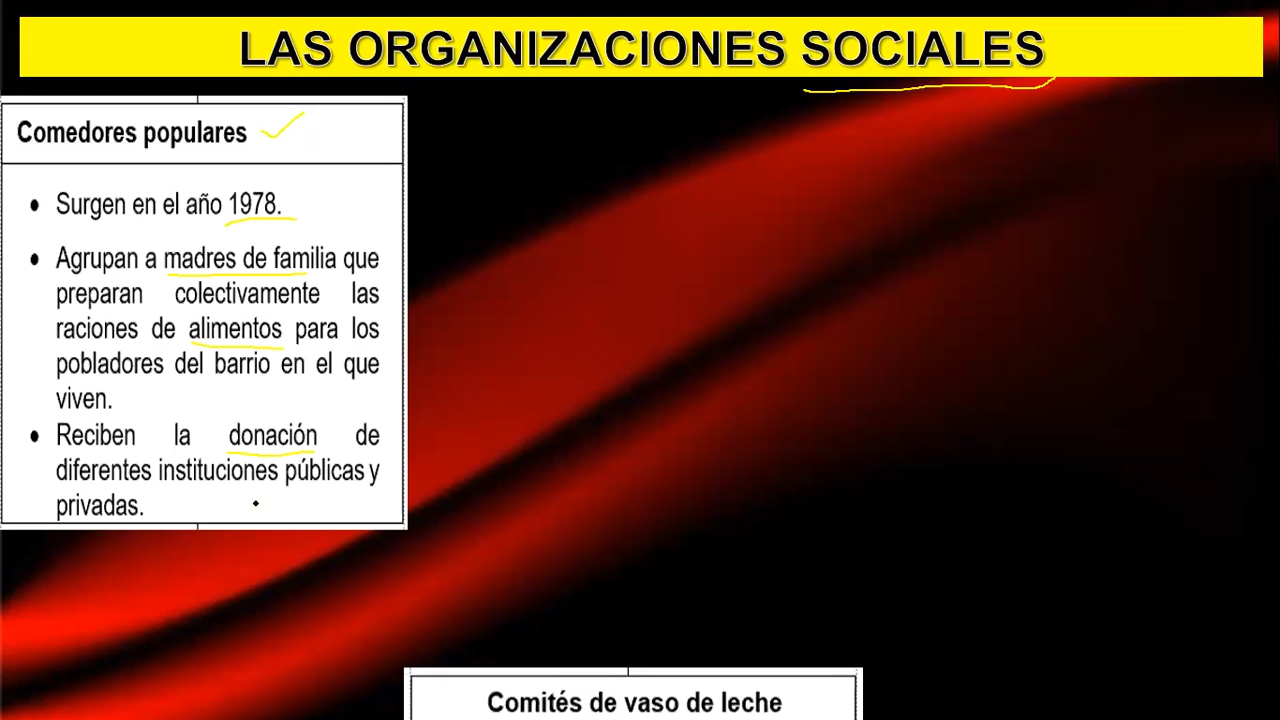 LAS ORGANIZACIONES SOCIALES
Comedores populares
• Surgen en el año 1978.
• Agrupan a madres de familia que
preparan colectivamente las
raciones de alimentos para los
pobladores del barrio en el que
viven.
• Reciben la donación de
diferentes instituciones públicas y
privadas.
Comités de vaso de leche